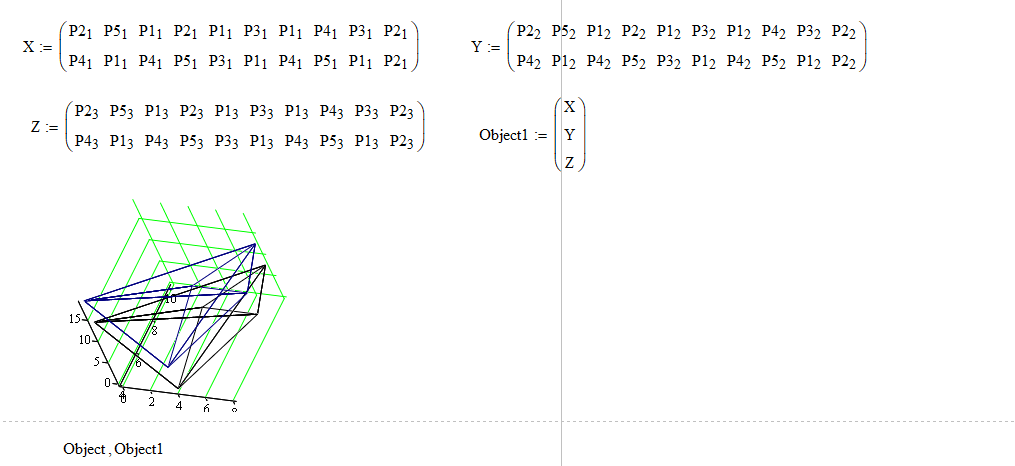 X :=
P2₁ P5₁ P1₁ P2₁ P1₁ P3₁ P1₁ P4₁ P3₁ P2₁
P4₁ P1₁ P4₁ P5₁ P3₁ P1₁ P4₁ P5₁ P1₁ P2₁
Y :=
P2₂ P5₂ P1₂ P2₂ P1₂ P3₂ P1₂ P4₂ P3₂ P2₂
P4₂ P1₂ P4₂ P5₂ P3₂ P1₂ P4₂ P5₂ P1₂ P2₂
Z :=
P2₃ P5₃ P1₃ P2₃ P1₃ P3₃ P1₃ P4₃ P3₃ P2₃
P4₃ P1₃ P4₃ P5₃ P3₃ P1₃ P4₃ P5₃ P1₃ P2₃
Object1 :=
X
Y
Z
10
15
8
10
5
6
0
2 4 6
Object , Object1